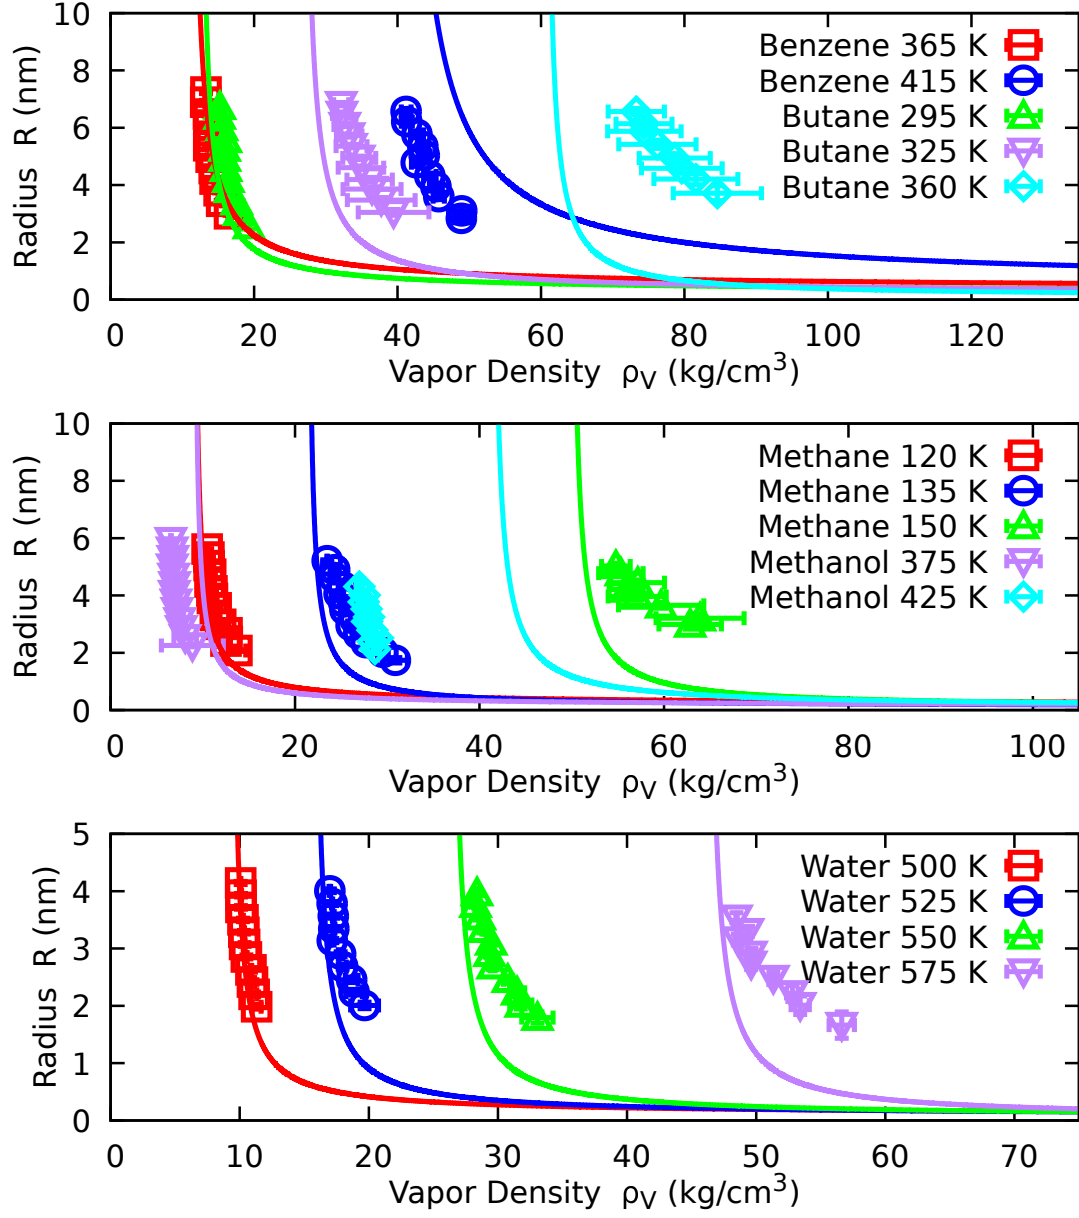 10
8
6
4
2
0
Radius R (nm)
Benzene 365 K
Benzene 415 K
Butane 295 K
Butane 325 K
Butane 360 K
0 20 40 60 80 100 120
Vapor Density ρV (kg/cm³)
10
8
6
4
2
0
Radius R (nm)
Methane 120 K
Methane 135 K
Methane 150 K
Methanol 375 K
Methanol 425 K
0 20 40 60 80 100
Vapor Density ρV (kg/cm³)
5
4
3
2
1
0
Radius R (nm)
Water 500 K
Water 525 K
Water 550 K
Water 575 K
0 10 20 30 40 50 60 70
Vapor Density ρV (kg/cm³)